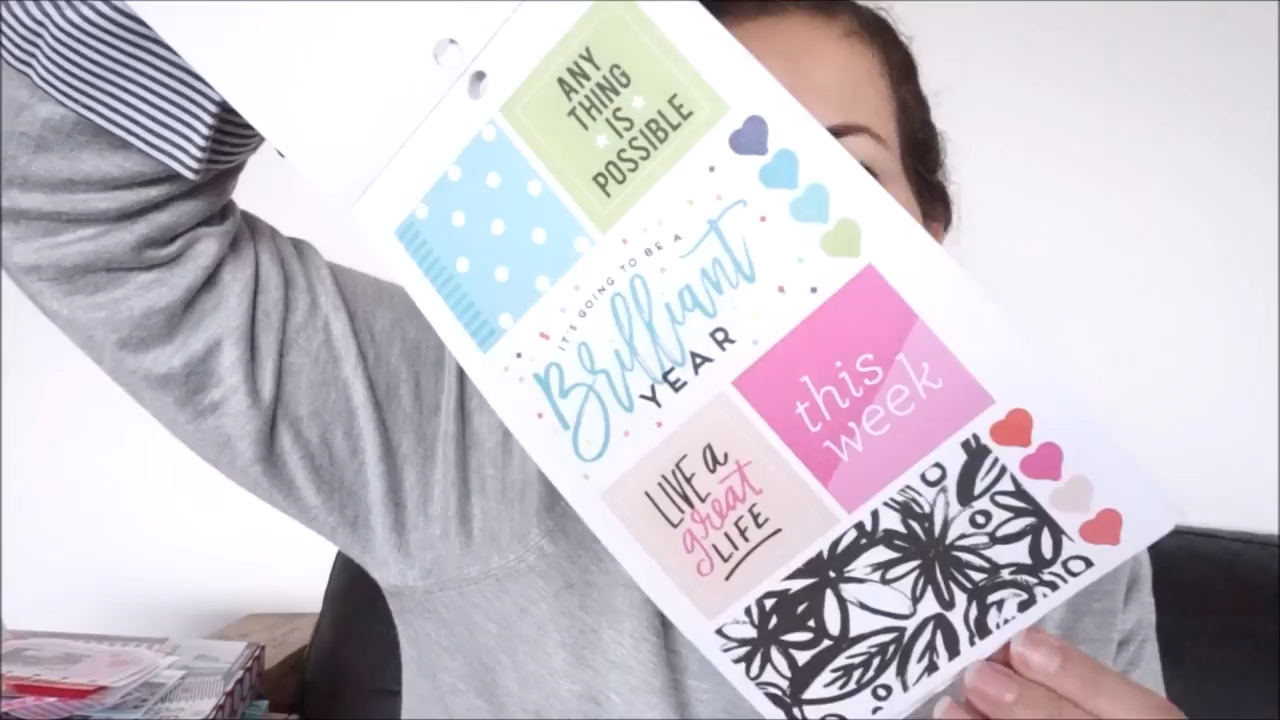 ANY
THING
IS
POSSIBLE
IT'S GOING TO BE A
Brilliant
YEAR
this
week
LIVE a
great
LIFE